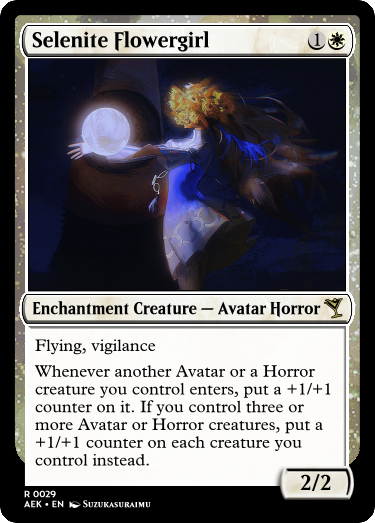 Selenite Flowergirl 1
Enchantment Creature — Avatar Horror
Flying, vigilance
Whenever another Avatar or a Horror
creature you control enters, put a +1/+1
counter on it. If you control three or
more Avatar or Horror creatures, put a
+1/+1 counter on each creature you
control instead.
2/2
R 0029
AEK • EN SUZUKASURAIMU